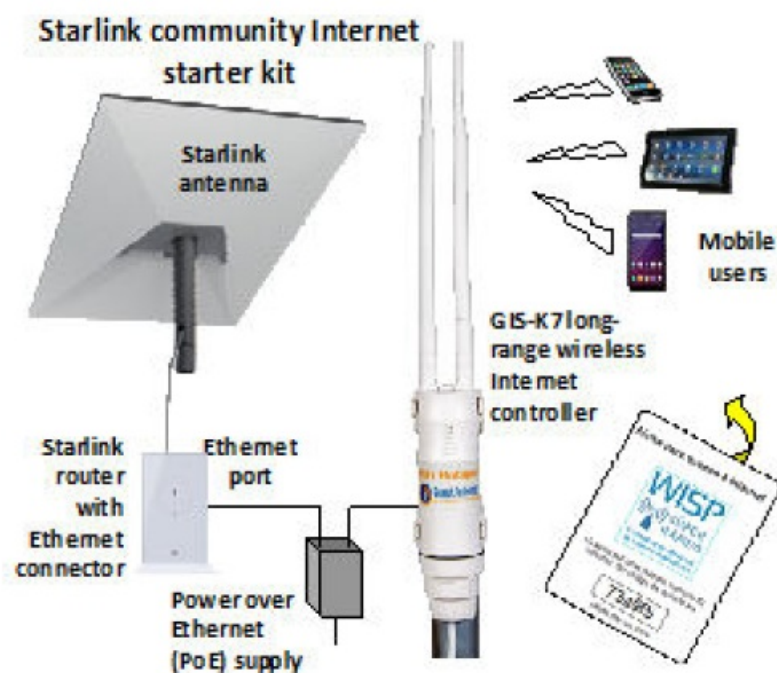 Starlink community Internet
starter kit
Starlink
antenna
Mobile
users
GIS-K7 long-
range wireless
Internet
controller
Starlink
router
with
Ethernet
connector
Ethernet
port
Power over
Ethernet
(PoE) supply
WISP